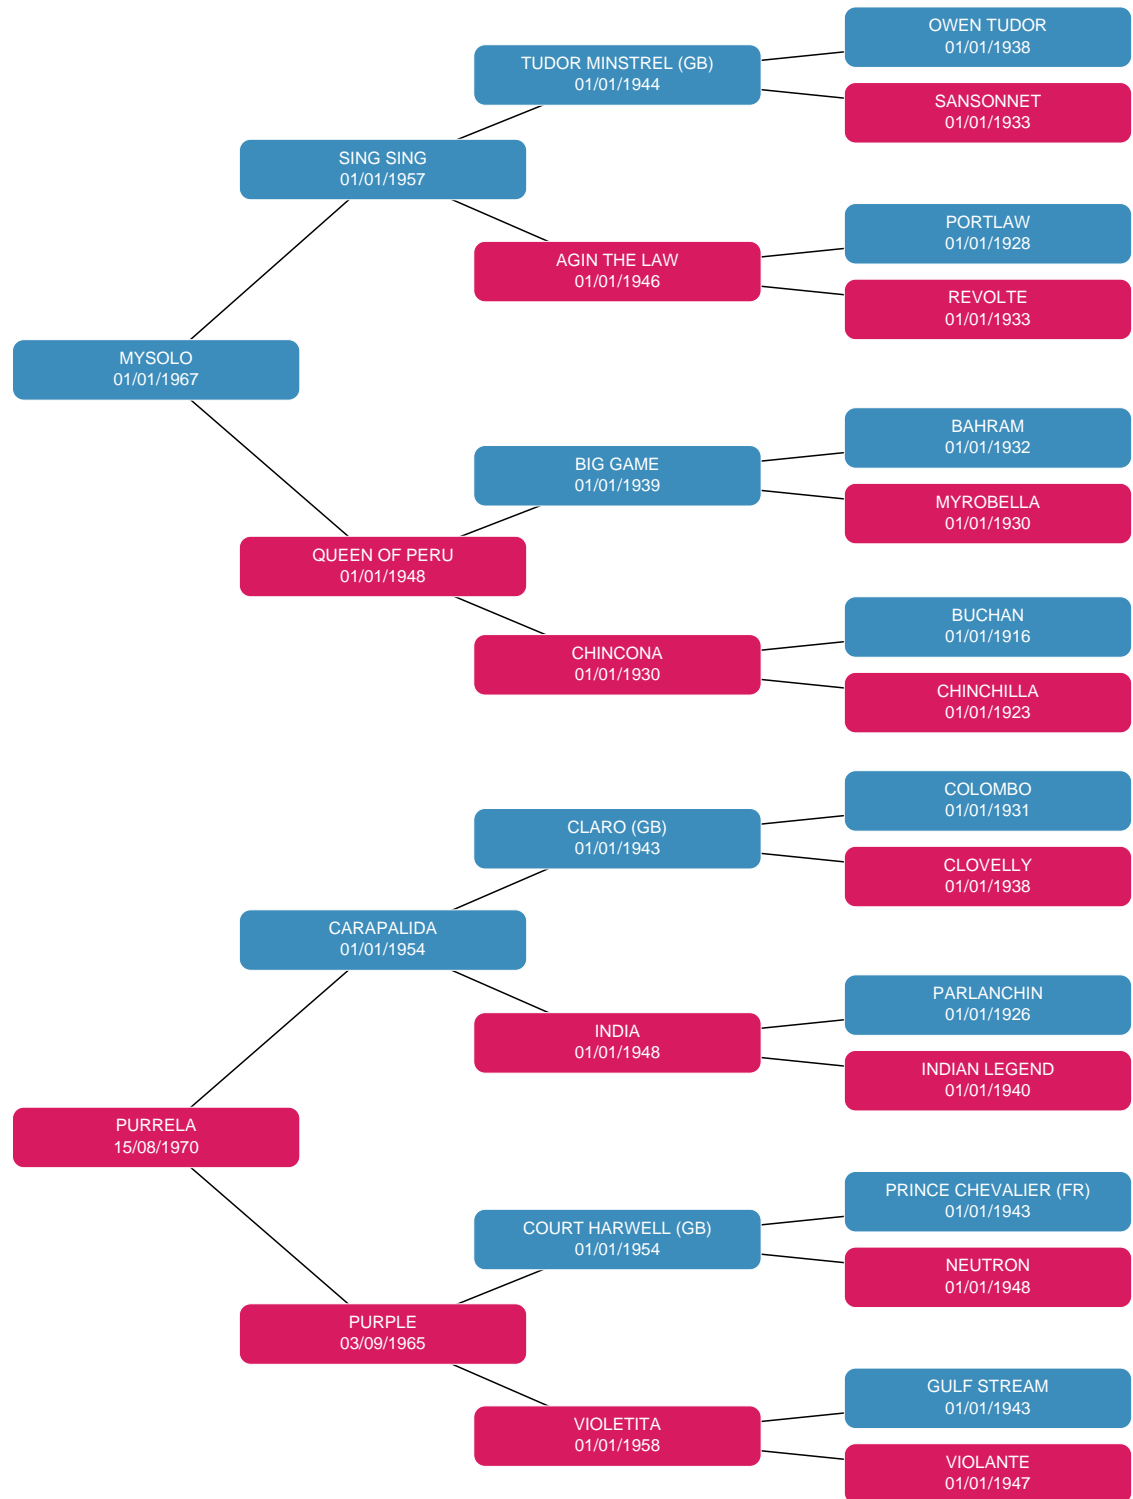 OWEN TUDOR
01/01/1938
TUDOR MINSTREL (GB)
01/01/1944
SANSONNET
01/01/1933
SING SING
01/01/1957
PORTLAW
01/01/1928
AGIN THE LAW
01/01/1946
REVOLTE
01/01/1933
MYSOLO
01/01/1967
BAHRAM
01/01/1932
BIG GAME
01/01/1939
MYROBELLA
01/01/1930
QUEEN OF PERU
01/01/1948
BUCHAN
01/01/1916
CHINCONA
01/01/1930
CHINCHILLA
01/01/1923
COLOMBO
01/01/1931
CLARO (GB)
01/01/1943
CLOVELLY
01/01/1938
CARAPALIDA
01/01/1954
PARLANCHIN
01/01/1926
INDIA
01/01/1948
INDIAN LEGEND
01/01/1940
PURRELA
15/08/1970
PRINCE CHEVALIER (FR)
01/01/1943
COURT HARWELL (GB)
01/01/1954
NEUTRON
01/01/1948
PURPLE
03/09/1965
GULF STREAM
01/01/1943
VIOLETITA
01/01/1958
VIOLANTE
01/01/1947